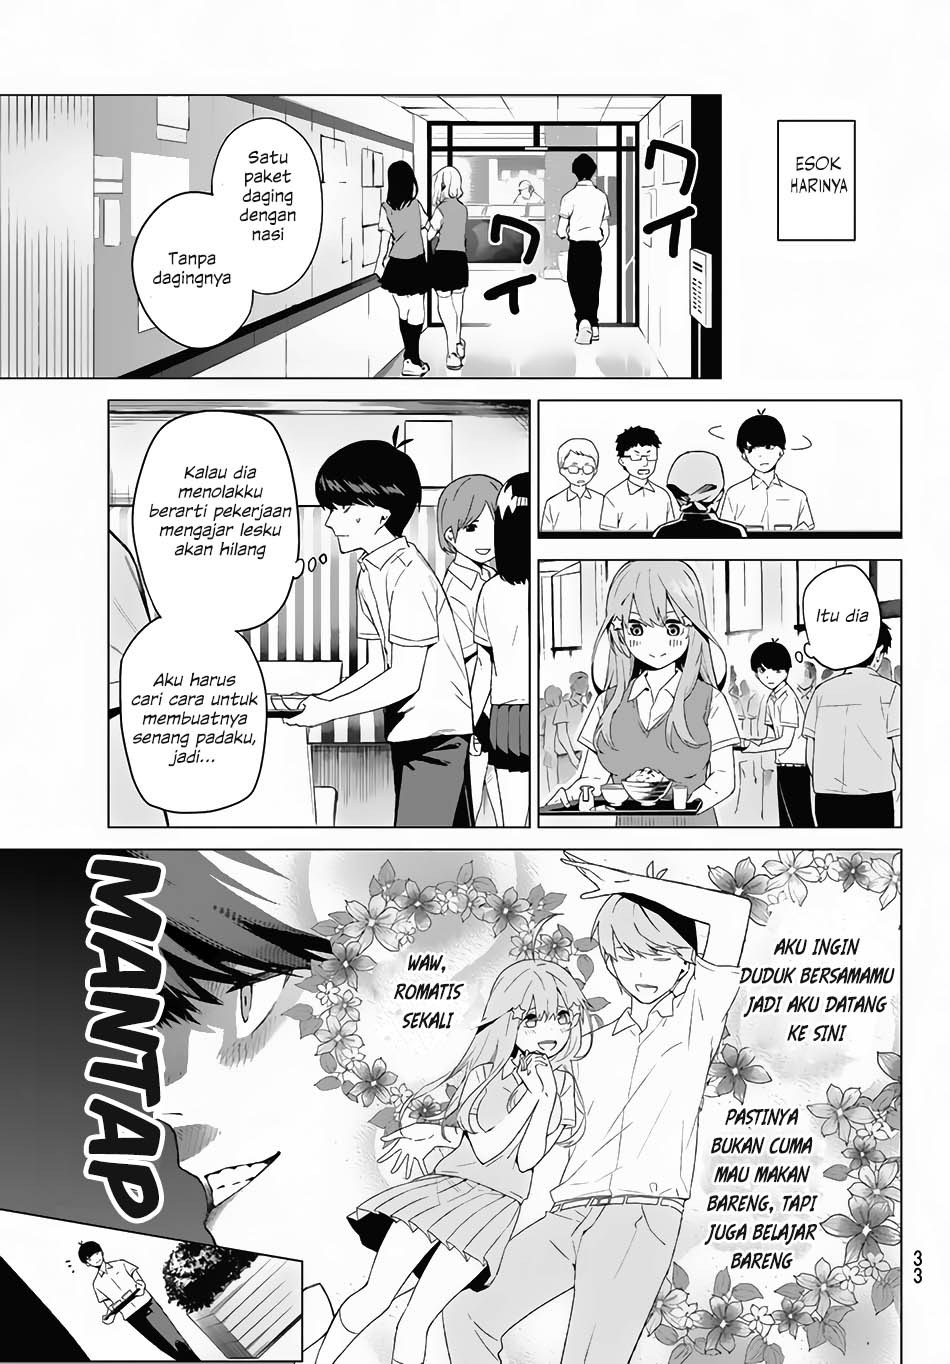 ESOK
HARINYA
ワイ
ワイ
Satu
paket
daging
dengan
nasi
Tanpa
dagingnya
Itu dia
Kalau dia
menolakku
berarti pekerjaan
mengajar lesku
akan hilang
Aku harus
cari cara untuk
membuatnya
senang padaku,
jadi...
AKU INGIN
DUDUK BERSAMAMU
JADI AKU DATANG
KE SINI
WAW,
ROMATIS
SEKALI
PASTINYA
BUKAN CUMA
MAU MAKAN
BARENG, TAPI
JUGA BELAJAR
BARENG
MANTAP
33